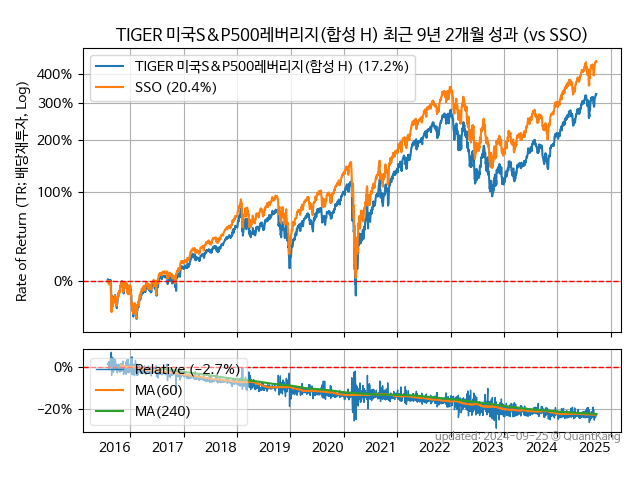 TIGER 미국S&P500레버리지(합성 H) 최근 9년 2개월 성과 (vs SSO)
Rate of Return (TR: 배당재투자, Log)
TIGER 미국S&P500레버리지(합성 H) (17.2%)
SSO (20.4%)
400%
300%
200%
100%
0%
Relative (−2.7%)
MA(60)
MA(240)
0%
−20%
updated: 2024-09-25 © QuantKang
2016 2017 2018 2019 2020 2021 2022 2023 2024 2025